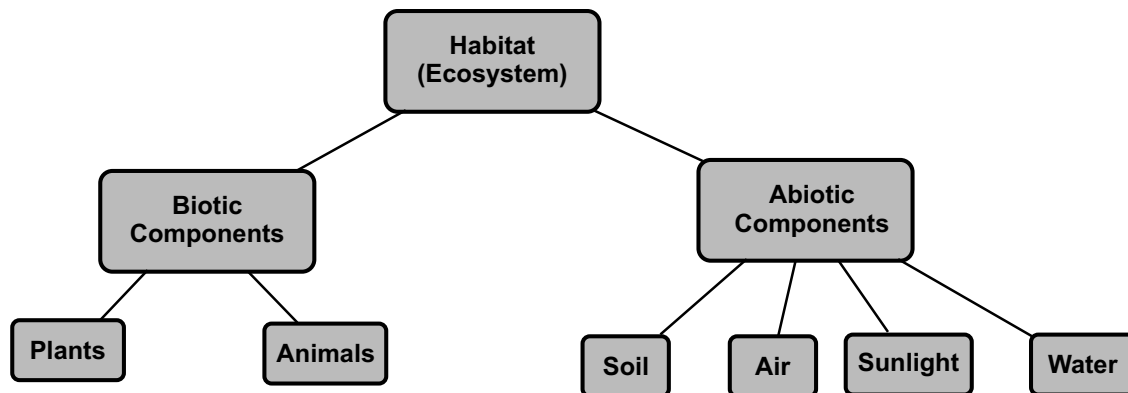 Habitat
(Ecosystem)
Biotic
Components
Abiotic
Components
Plants
Animals
Soil
Air
Sunlight
Water